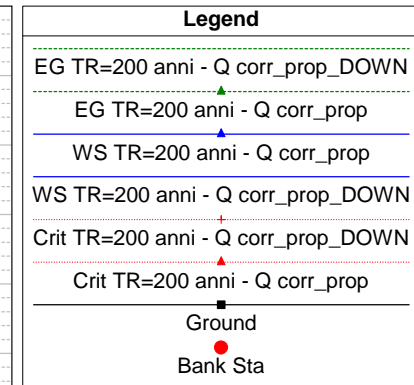 Legend
EG TR=200 anni - Q corr_prop_DOWN
EG TR=200 anni - Q corr_prop
WS TR=200 anni - Q corr_prop
WS TR=200 anni - Q corr_prop_DOWN
Crit TR=200 anni - Q corr_prop_DOWN
Crit TR=200 anni - Q corr_prop
Ground
Bank Sta